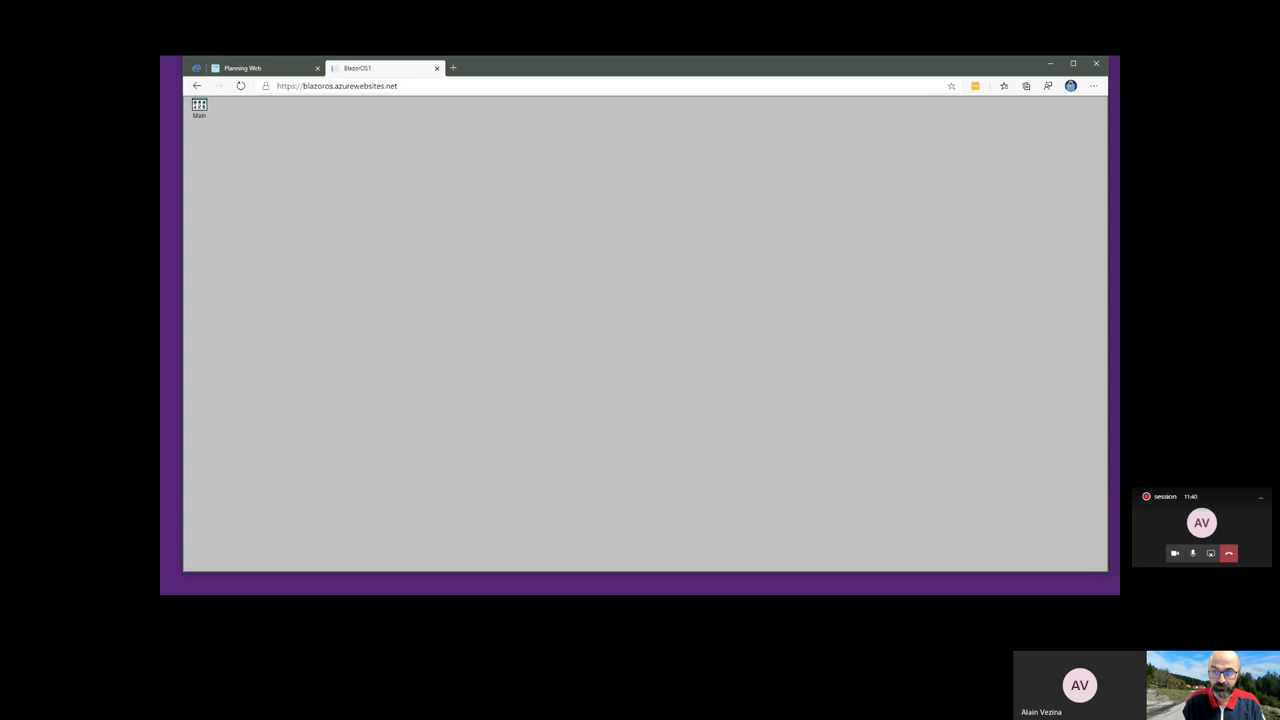 Planning Web
BlazorOS1
https://blazoros.azurewebsites.net
Main
session 11:40
AV
AV
Alain Vezina